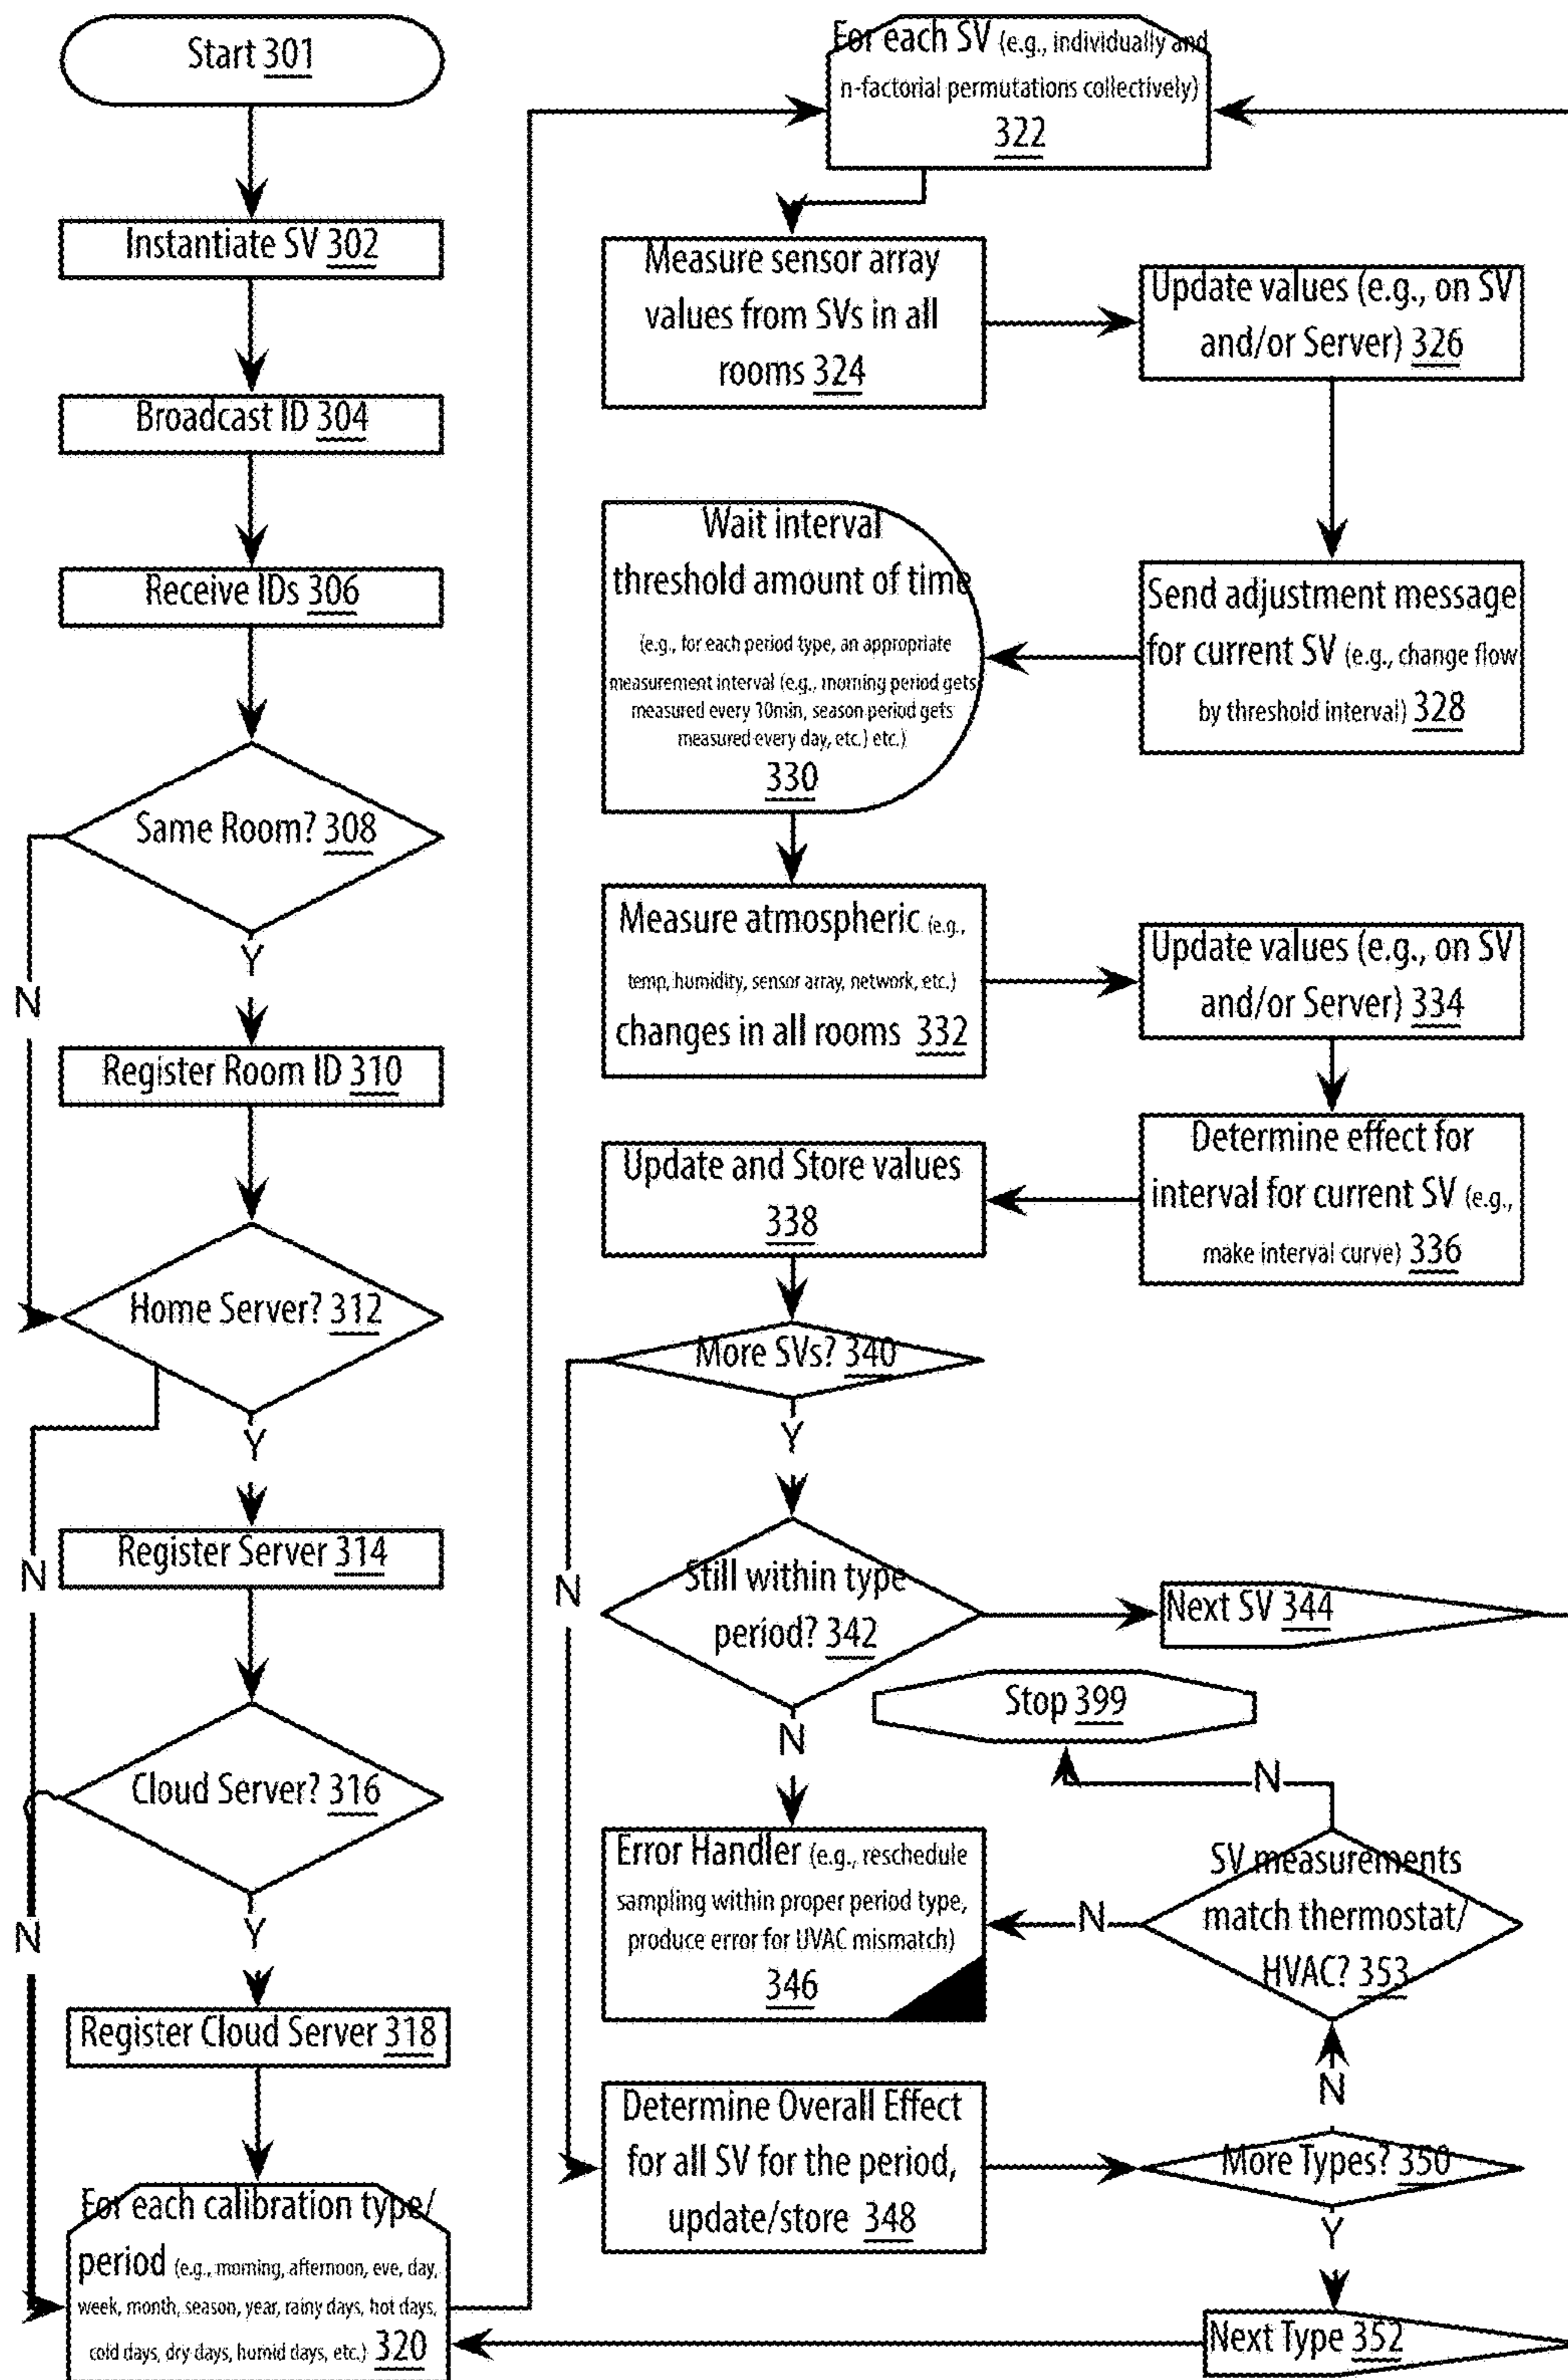 Start 301
Instantiate SV 302
Broadcast ID 304
Receive IDs 306
Same Room? 308
Y
N
Register Room ID 310
Home Server? 312
Y
N
Register Server 314
Cloud Server? 316
Y
N
Register Cloud Server 318
For each calibration type/
period (e.g., morning, afternoon, eve, day,
week, month, season, year, rainy days, hot days,
cold days, dry days, humid days, etc.) 320
For each SV (e.g., individually and
n-factorial permutations collectively)
322
Measure sensor array
values from SVs in all
rooms 324
Update values (e.g., on SV
and/or Server) 326
Send adjustment message
for current SV (e.g., change flow
by threshold interval) 328
Wait interval
threshold amount of time
(e.g., for each period type, an appropriate
measurement interval (e.g., morning period gets
measured every 10min, season period gets
measured every day, etc.) etc.)
330
Measure atmospheric (e.g.,
temp, humidity, sensor array, network, etc.)
changes in all rooms 332
Update values (e.g., on SV
and/or Server) 334
Determine effect for
interval for current SV (e.g.,
make interval curve) 336
Update and Store values
338
More SVs? 340
Y
N
Still within type
period? 342
Next SV 344
N
Stop 399
Error Handler (e.g., reschedule
sampling within proper period type,
produce error for UVAC mismatch)
346
N
N
SV measurements
match thermostat/
HVAC? 353
N
Determine Overall Effect
for all SV for the period,
update/store 348
More Types? 350
Y
Next Type 352